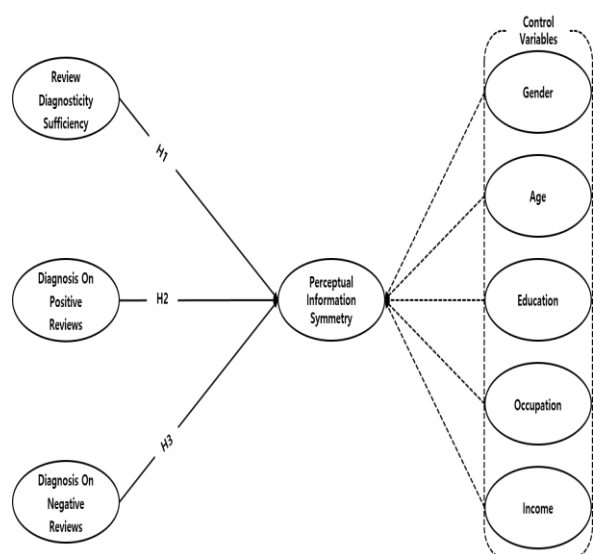 Control
Variables
Review
Diagnosticity
Sufficiency
H1
Gender
Age
Diagnosis On
Positive
Reviews
H2
Perceptual
Information
Symmetry
Education
H3
Occupation
Diagnosis On
Negative
Reviews
Income